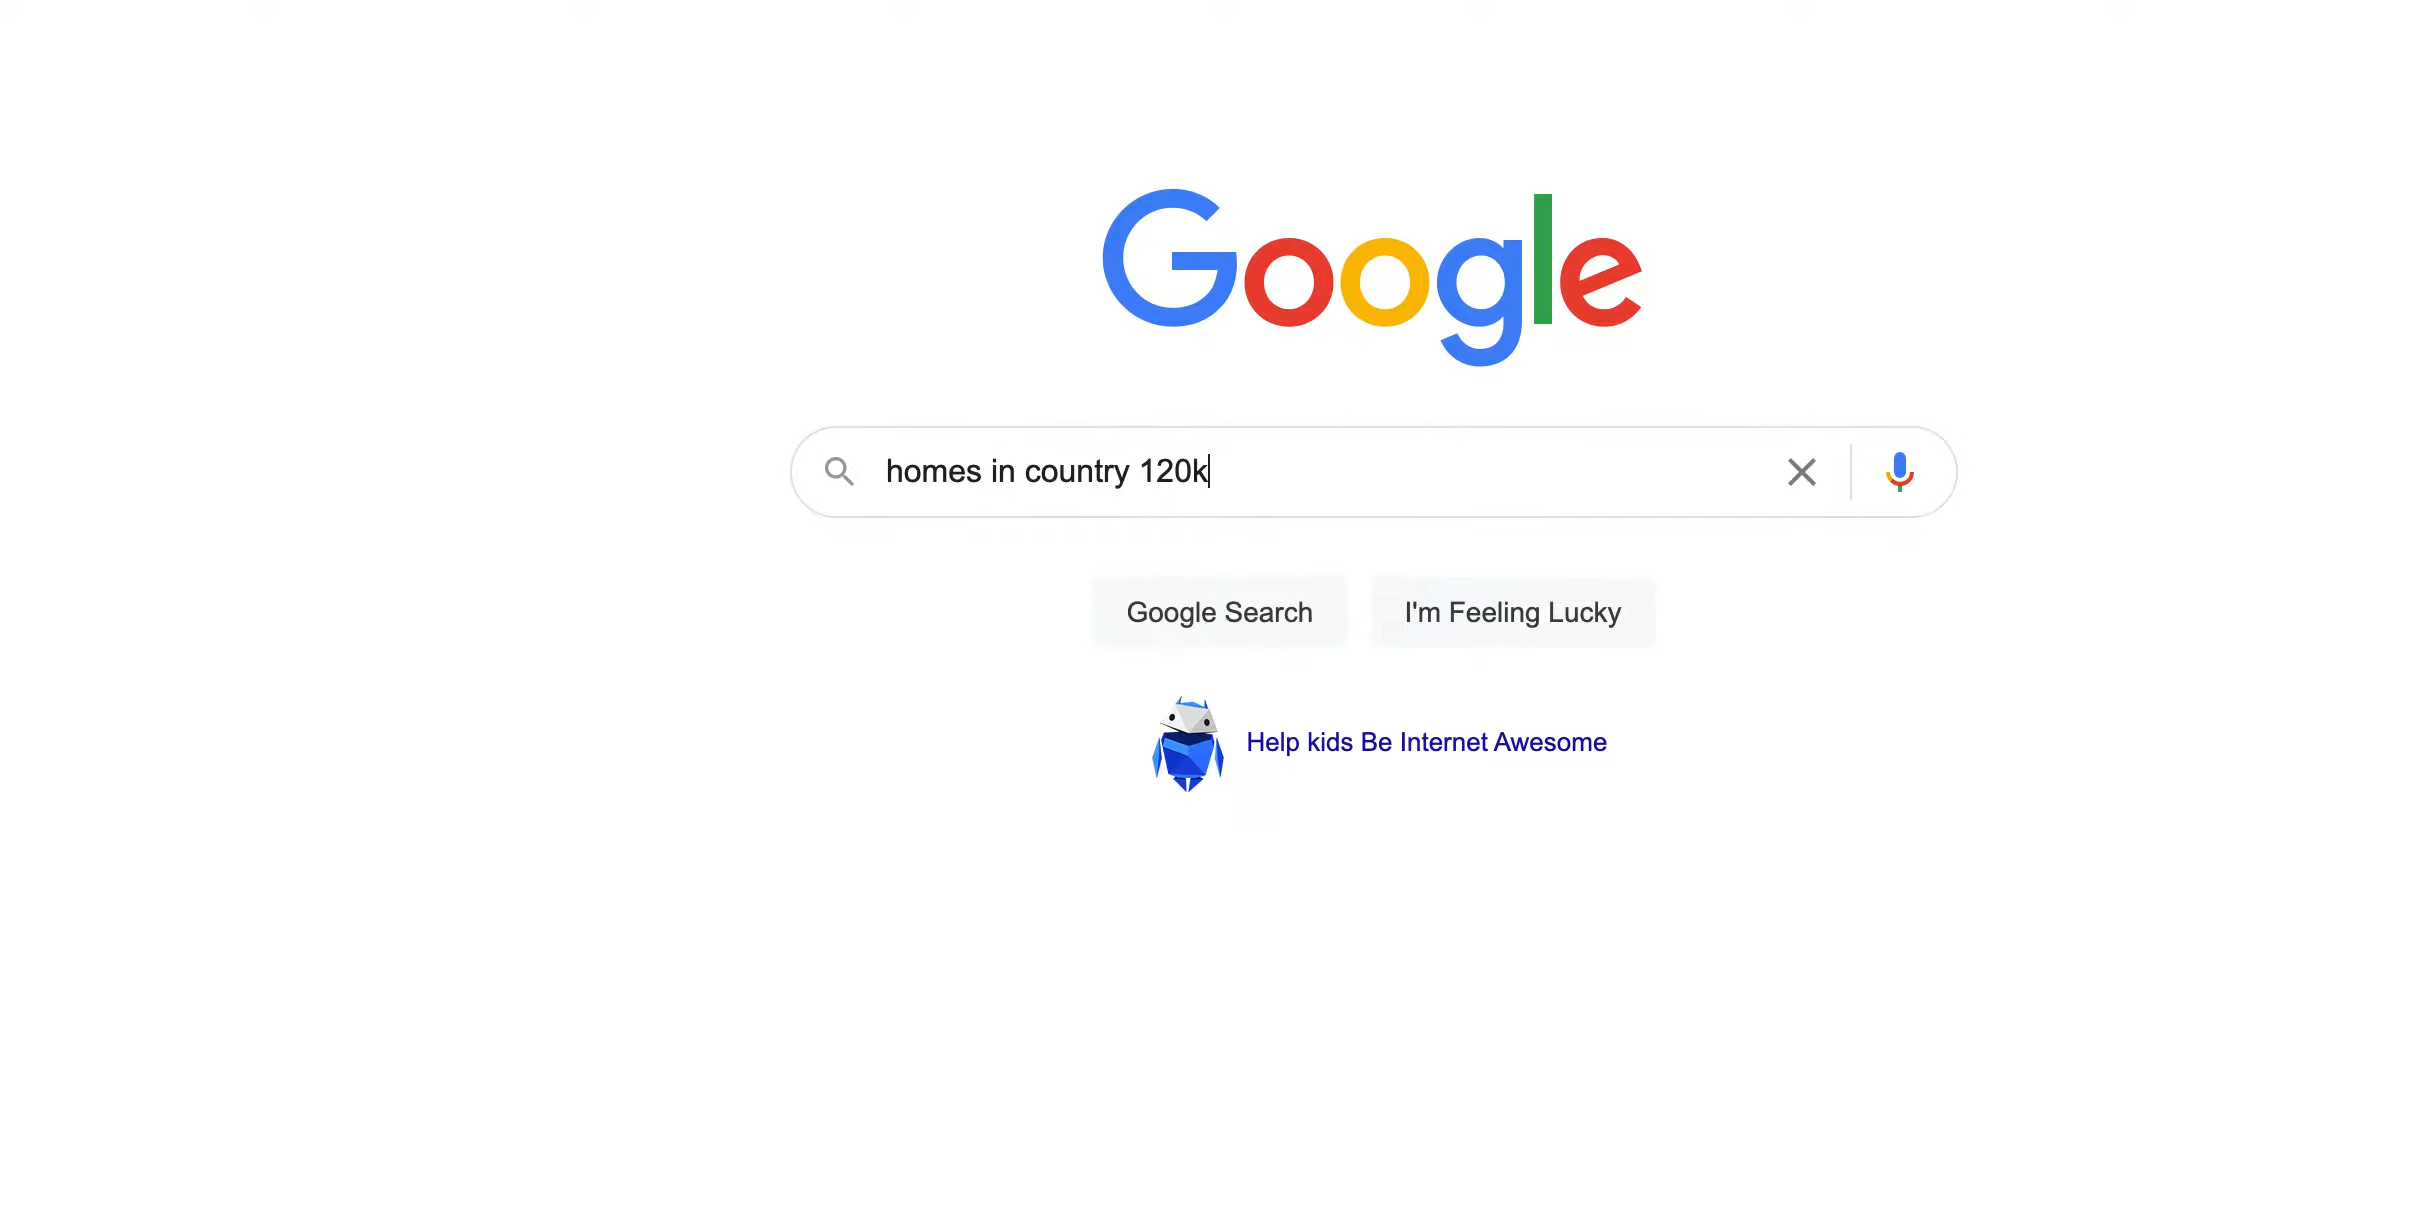 Google
homes in country 120k
Google Search
I'm Feeling Lucky
Help kids Be Internet Awesome